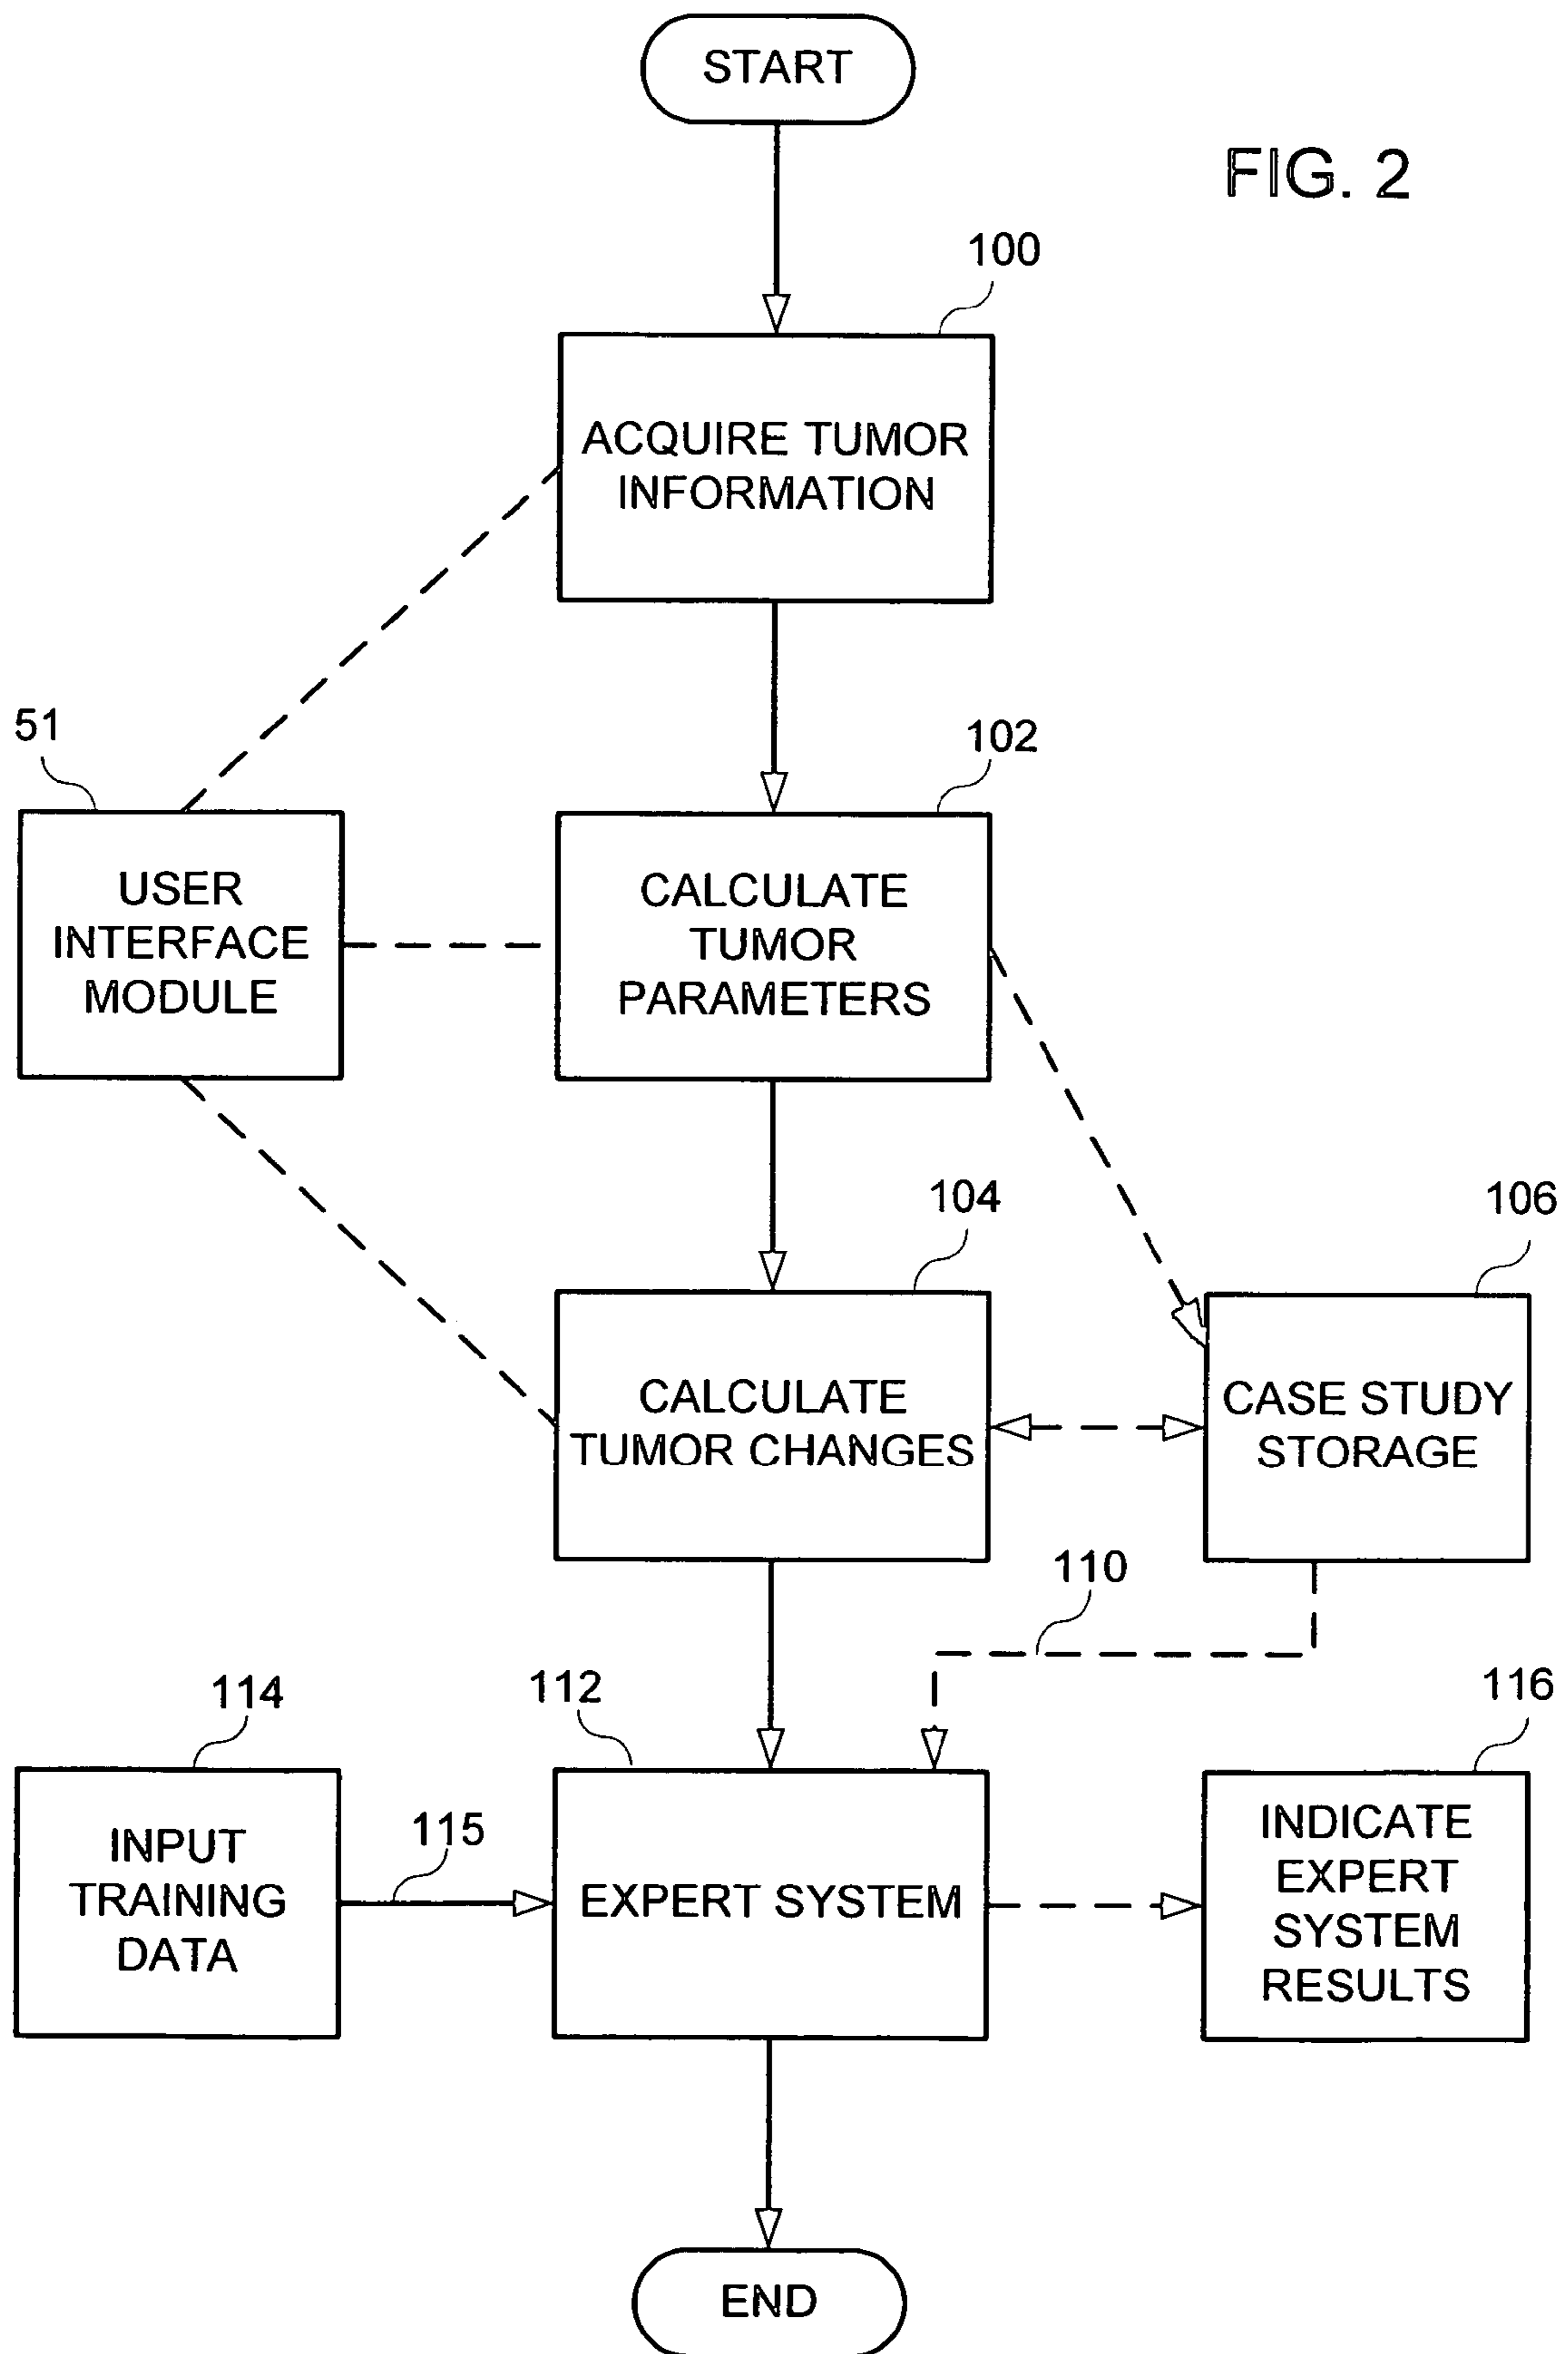 START
FIG. 2
100
ACQUIRE TUMOR
INFORMATION
51
102
USER
INTERFACE
MODULE
CALCULATE
TUMOR
PARAMETERS
104
106
CALCULATE
TUMOR CHANGES
CASE STUDY
STORAGE
110
114
112
116
INPUT
TRAINING
DATA
115
EXPERT SYSTEM
INDICATE
EXPERT
SYSTEM
RESULTS
END